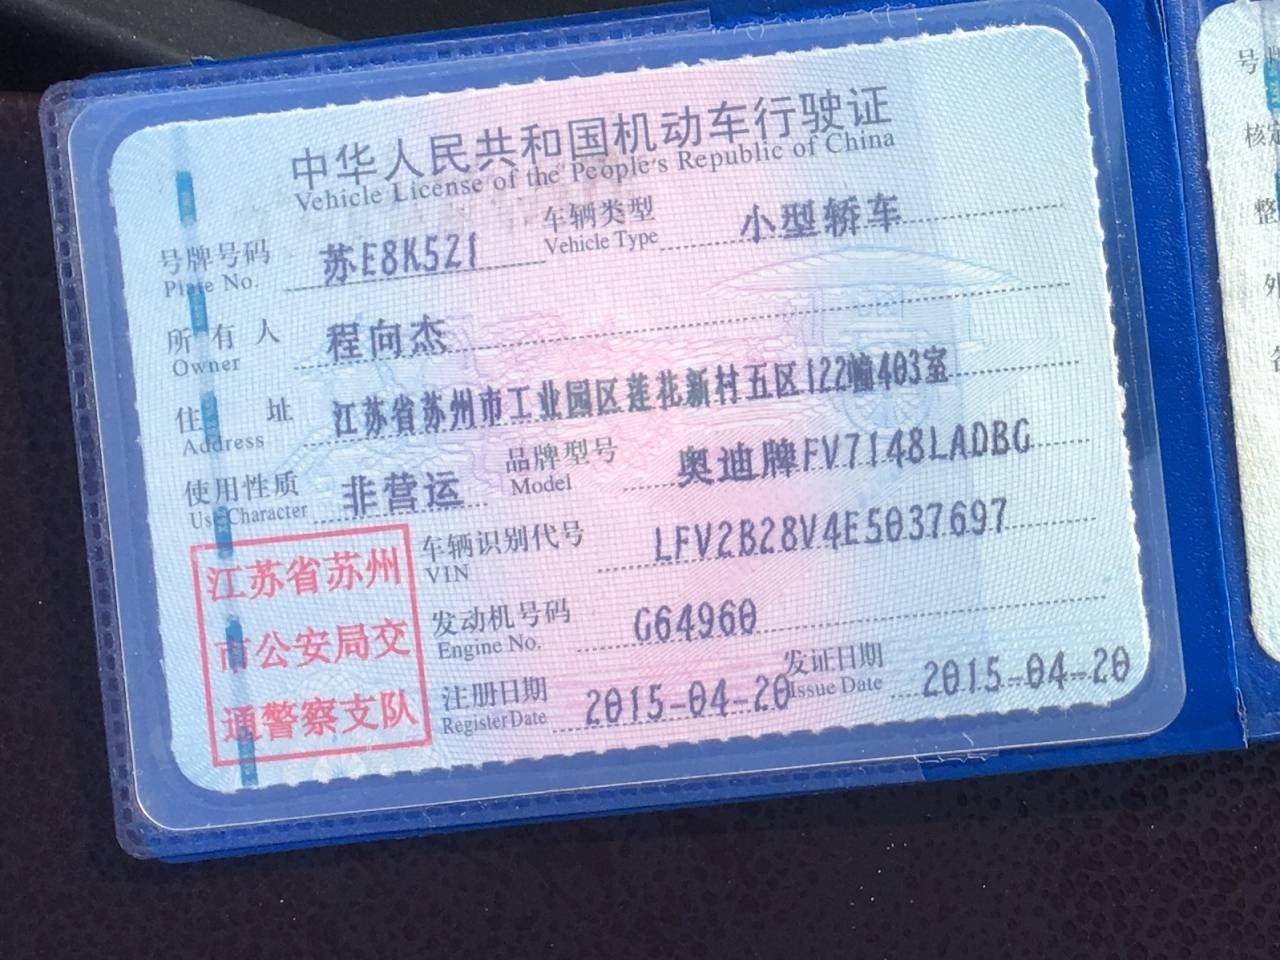 中华人民共和国机动车行驶证
Vehicle License of the People's Republic of China
号牌号码 苏E8K521 车辆类型 小型轿车
Plate No. Vehicle Type
所有人 程向杰
Owner
住址 江苏省苏州市工业园区莲花新村五区122幢403室
Address
使用性质 非营运 品牌型号 奥迪牌FV7148LADBG
Use Character Model
车辆识别代号 LFV2B28V4E5037697
VIN
发动机号码 G64960
Engine No.
注册日期 2015-04-20 发证日期 2015-04-20
Register Date Issue Date
江苏省苏州
市公安局交
通警察支队
号牌
核定
整
外